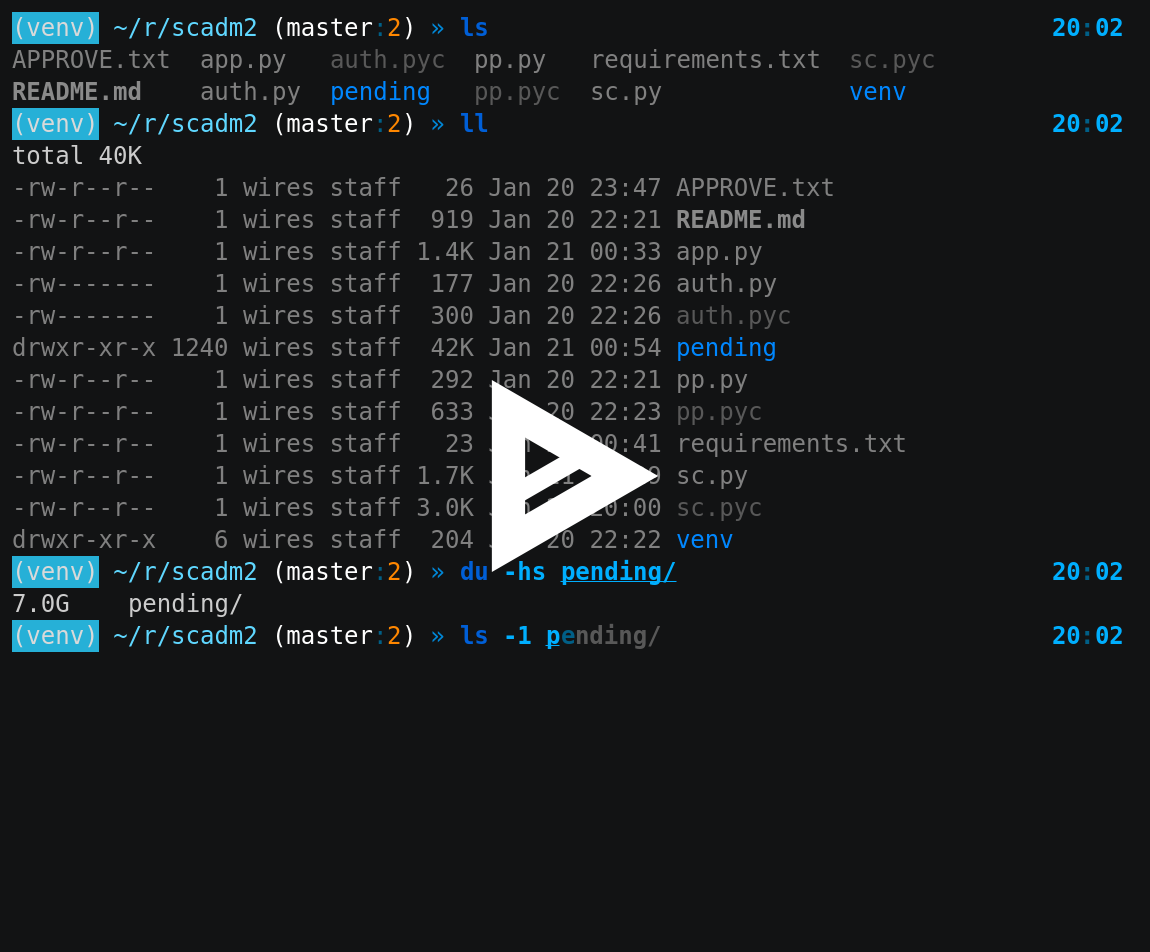 (venv) ~/r/scadm2 (master:2) » ls 20:02
APPROVE.txt app.py auth.pyc pp.py requirements.txt sc.pyc
README.md auth.py pending pp.pyc sc.py venv
(venv) ~/r/scadm2 (master:2) » ll 20:02
total 40K
-rw-r--r-- 1 wires staff 26 Jan 20 23:47 APPROVE.txt
-rw-r--r-- 1 wires staff 919 Jan 20 22:21 README.md
-rw-r--r-- 1 wires staff 1.4K Jan 21 00:33 app.py
-rw------- 1 wires staff 177 Jan 20 22:26 auth.py
-rw------- 1 wires staff 300 Jan 20 22:26 auth.pyc
drwxr-xr-x 1240 wires staff 42K Jan 21 00:54 pending
-rw-r--r-- 1 wires staff 292 Jan 20 22:21 pp.py
-rw-r--r-- 1 wires staff 633 20 22:23 pp.pyc
-rw-r--r-- 1 wires staff 23 requirements.txt
-rw-r--r-- 1 wires staff 1.7K sc.py
-rw-r--r-- 1 wires staff 3.0K sc.pyc
drwxr-xr-x 6 wires staff 204 20 22:22 venv
(venv) ~/r/scadm2 (master:2) » du -hs pending/ 20:02
7.0G pending/
(venv) ~/r/scadm2 (master:2) » ls -1 pending/ 20:02